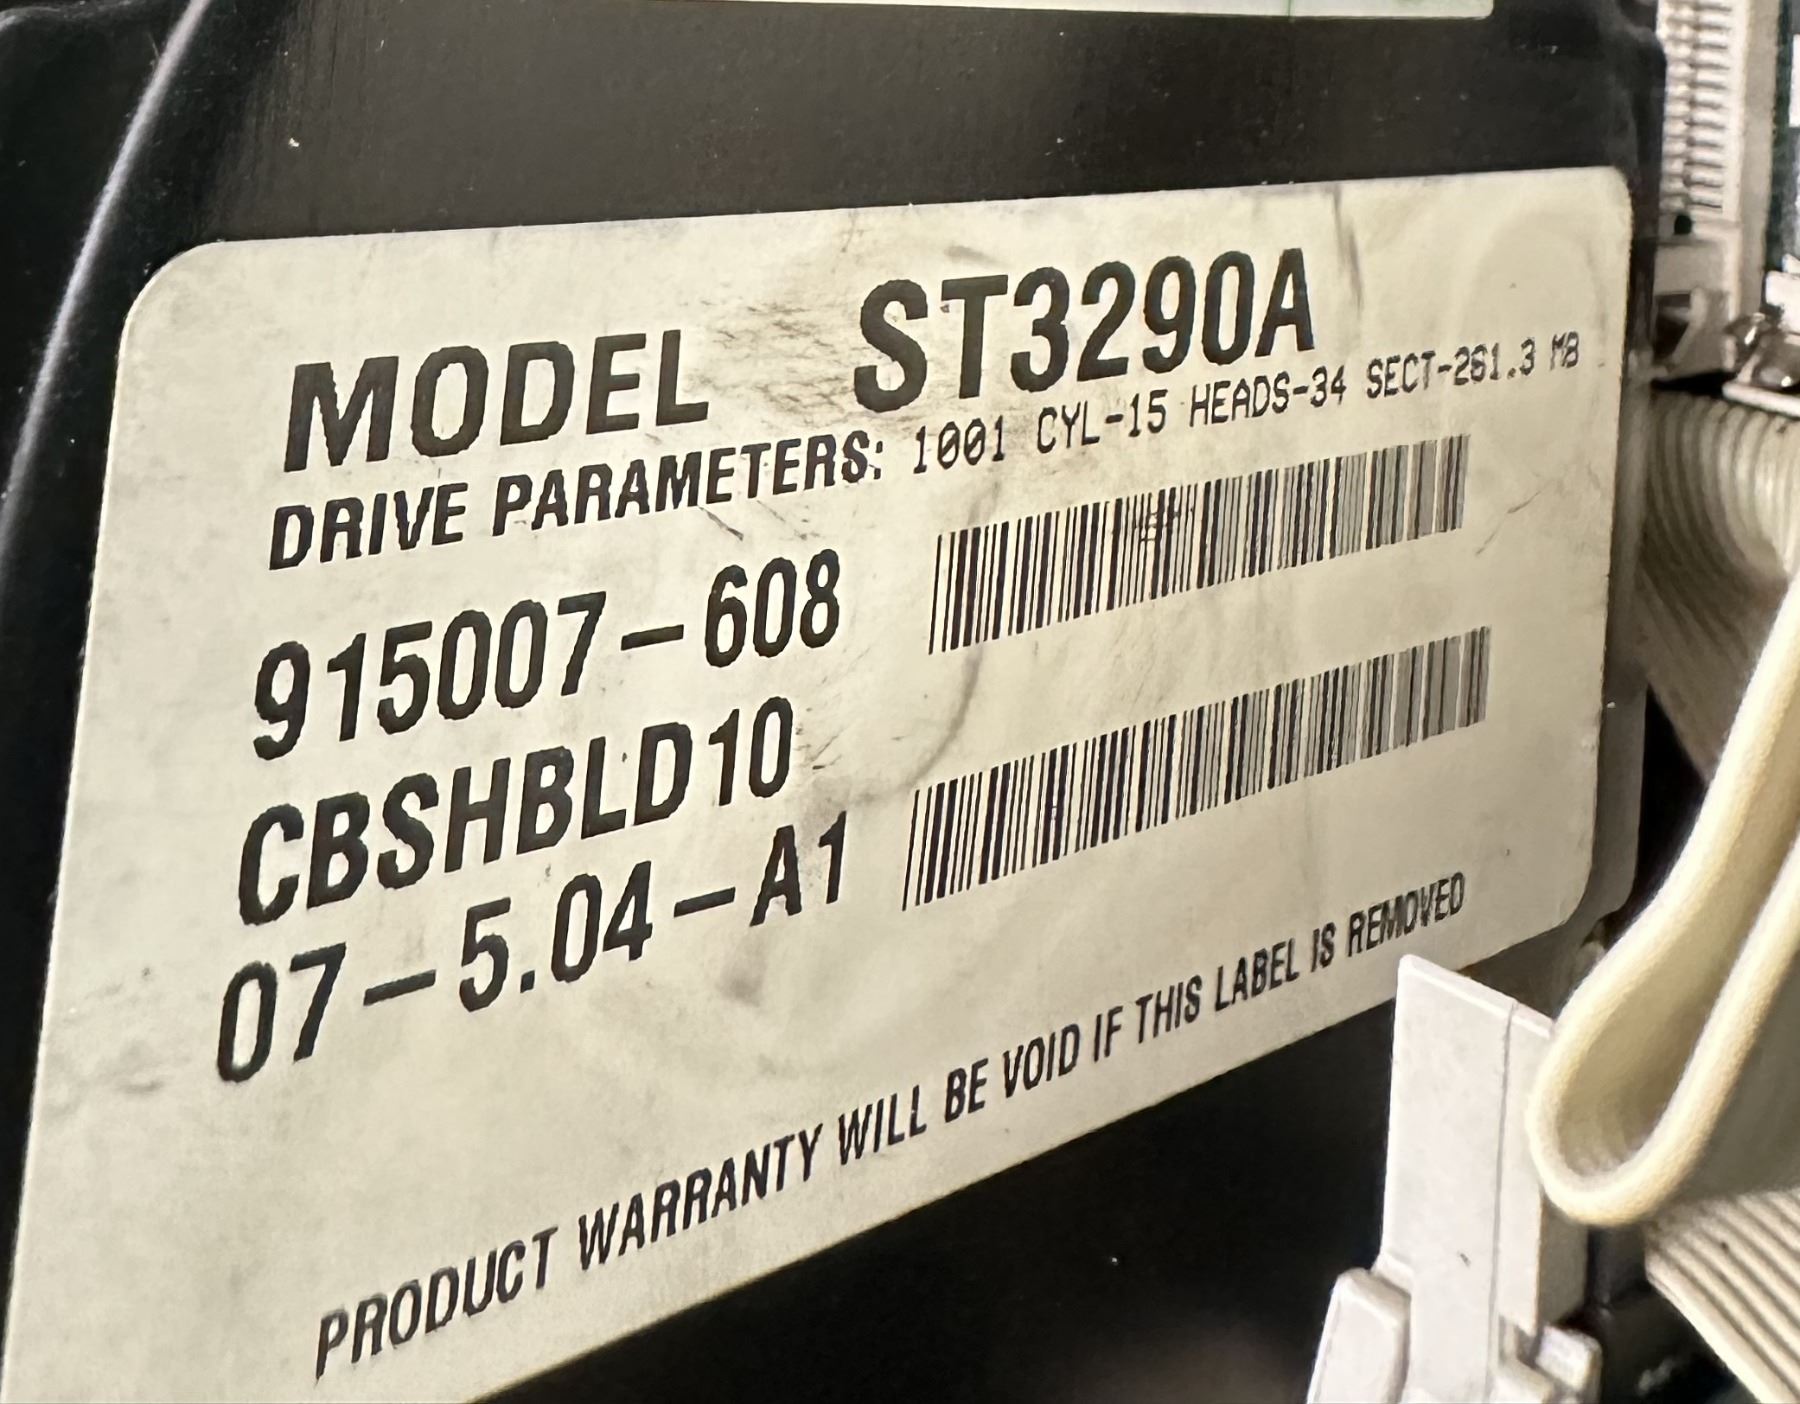 MODEL ST3290A
DRIVE PARAMETERS: 1001 CYL-15 HEADS-34 SECT-261.3 MB
915007-608
CBSHBLD10
07-5.04-A1
PRODUCT WARRANTY WILL BE VOID IF THIS LABEL IS REMOVED